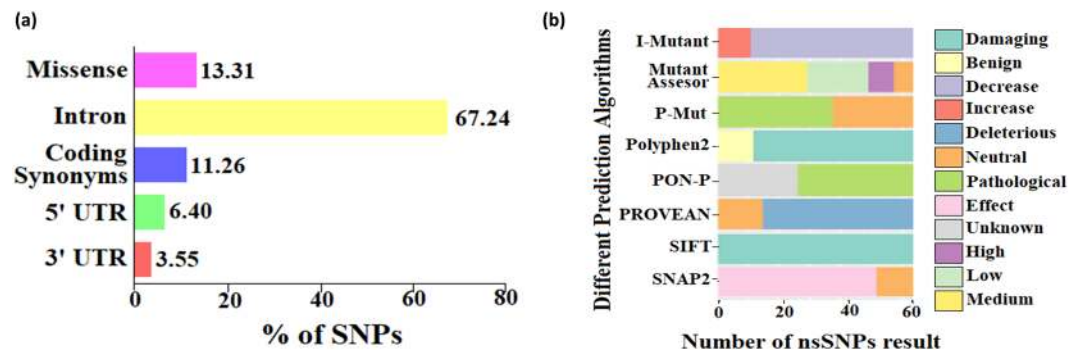 (a)
Missense
13.31
Intron
67.24
Coding
Synonyms
11.26
5' UTR
6.40
3' UTR
3.55
0
20
40
60
80
% of SNPs
(b)
Different Prediction Algorithms
I-Mutant
Mutant
Assesor
P-Mut
Polyphen2
PON-P
PROVEAN
SIFT
SNAP2
0
20
40
60
Number of nsSNPs result
Damaging
Benign
Decrease
Increase
Deleterious
Neutral
Pathological
Effect
Unknown
High
Low
Medium